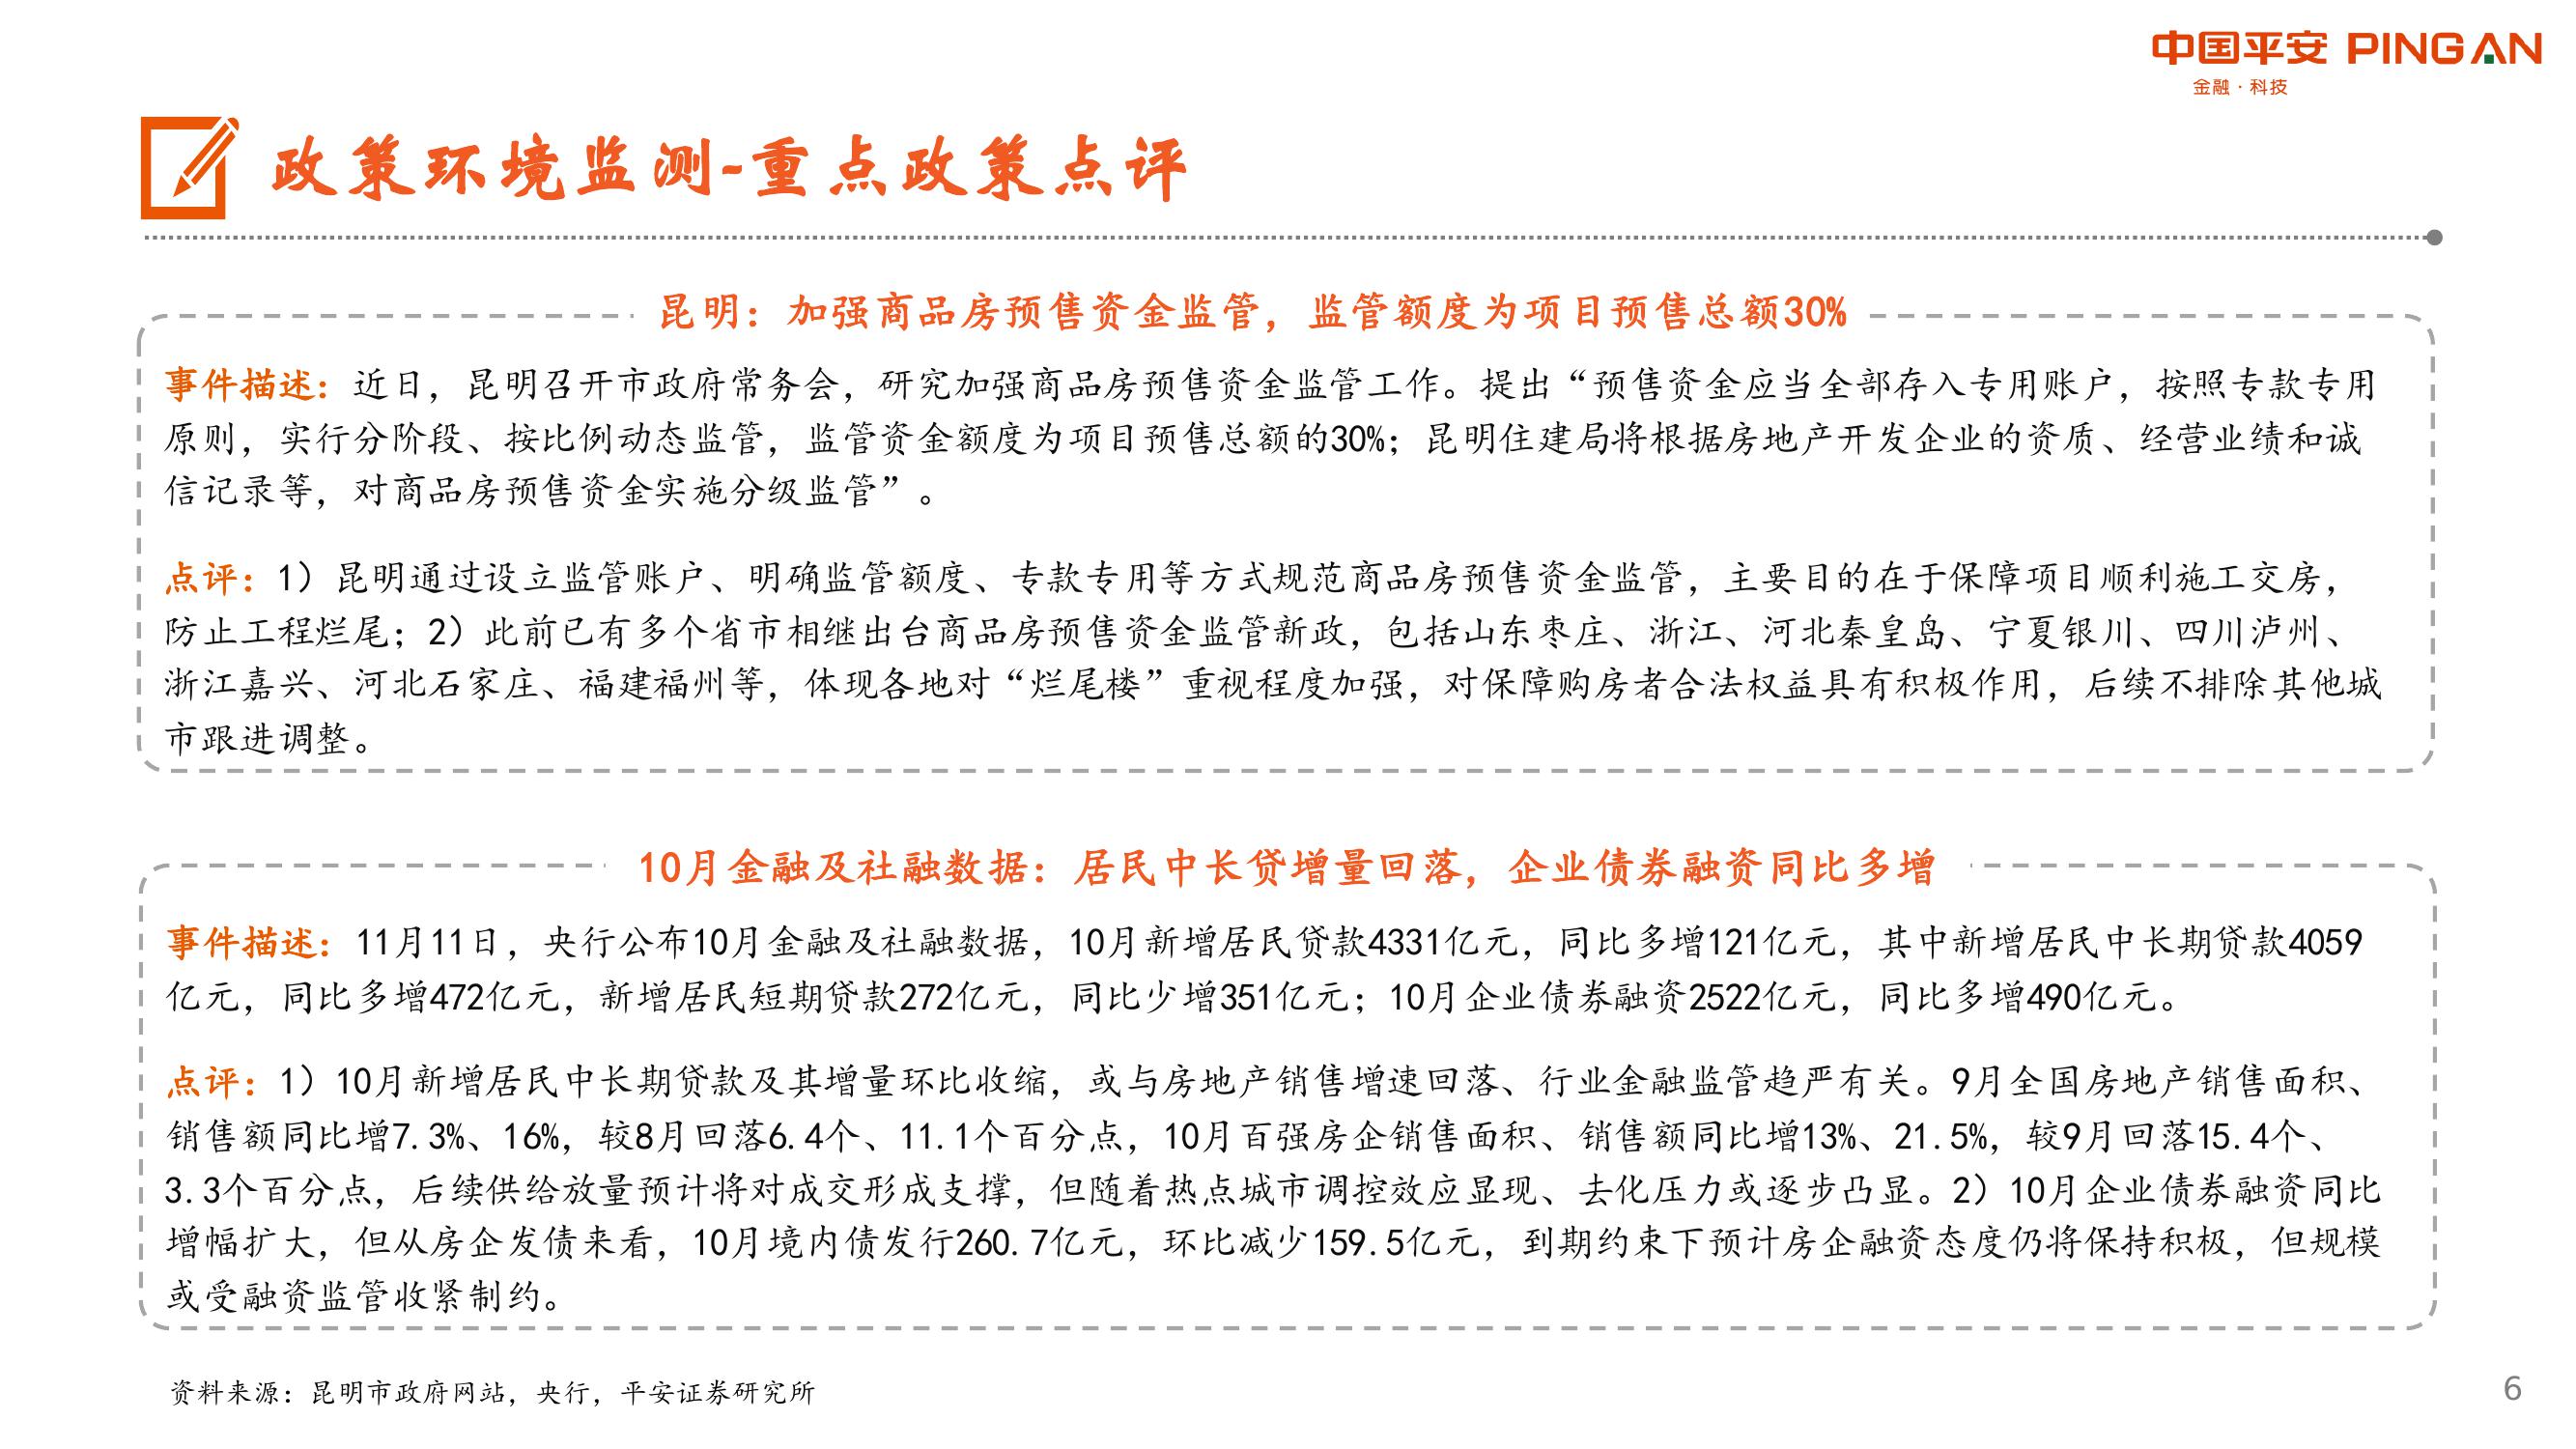 中国平安 PINGAN
金融·科技
政策环境监测-重点政策点评
昆明：加强商品房预售资金监管，监管额度为项目预售总额30%
事件描述：近日，昆明召开市政府常务会，研究加强商品房预售资金监管工作。提出“预售资金应当全部存入专用账户，按照专款专用
原则，实行分阶段、按比例动态监管，监管资金额度为项目预售总额的30%；昆明住建局将根据房地产开发企业的资质、经营业绩和诚
信记录等，对商品房预售资金实施分级监管”。
点评：1）昆明通过设立监管账户、明确监管额度、专款专用等方式规范商品房预售资金监管，主要目的在于保障项目顺利施工交房，
防止工程烂尾；2）此前已有多个省市相继出台商品房预售资金监管新政，包括山东枣庄、浙江、河北秦皇岛、宁夏银川、四川泸州、
浙江嘉兴、河北石家庄、福建福州等，体现各地对“烂尾楼”重视程度加强，对保障购房者合法权益具有积极作用，后续不排除其他城
市跟进调整。
10月金融及社融数据：居民中长贷增量回落，企业债券融资同比多增
事件描述：11月11日，央行公布10月金融及社融数据，10月新增居民贷款4331亿元，同比多增121亿元，其中新增居民中长期贷款4059
亿元，同比多增472亿元，新增居民短期贷款272亿元，同比少增351亿元；10月企业债券融资2522亿元，同比多增490亿元。
点评：1）10月新增居民中长期贷款及其增量环比收缩，或与房地产销售增速回落、行业金融监管趋严有关。9月全国房地产销售面积、
销售额同比增7.3%、16%，较8月回落6.4个、11.1个百分点，10月百强房企销售面积、销售额同比增13%、21.5%，较9月回落15.4个、
3.3个百分点，后续供给放量预计将对成交形成支撑，但随着热点城市调控效应显现、去化压力或逐步凸显。2）10月企业债券融资同比
增幅扩大，但从房企发债来看，10月境内债发行260.7亿元，环比减少159.5亿元，到期约束下预计房企融资态度仍将保持积极，但规模
或受融资监管收紧制约。
资料来源：昆明市政府网站，央行，平安证券研究所
6